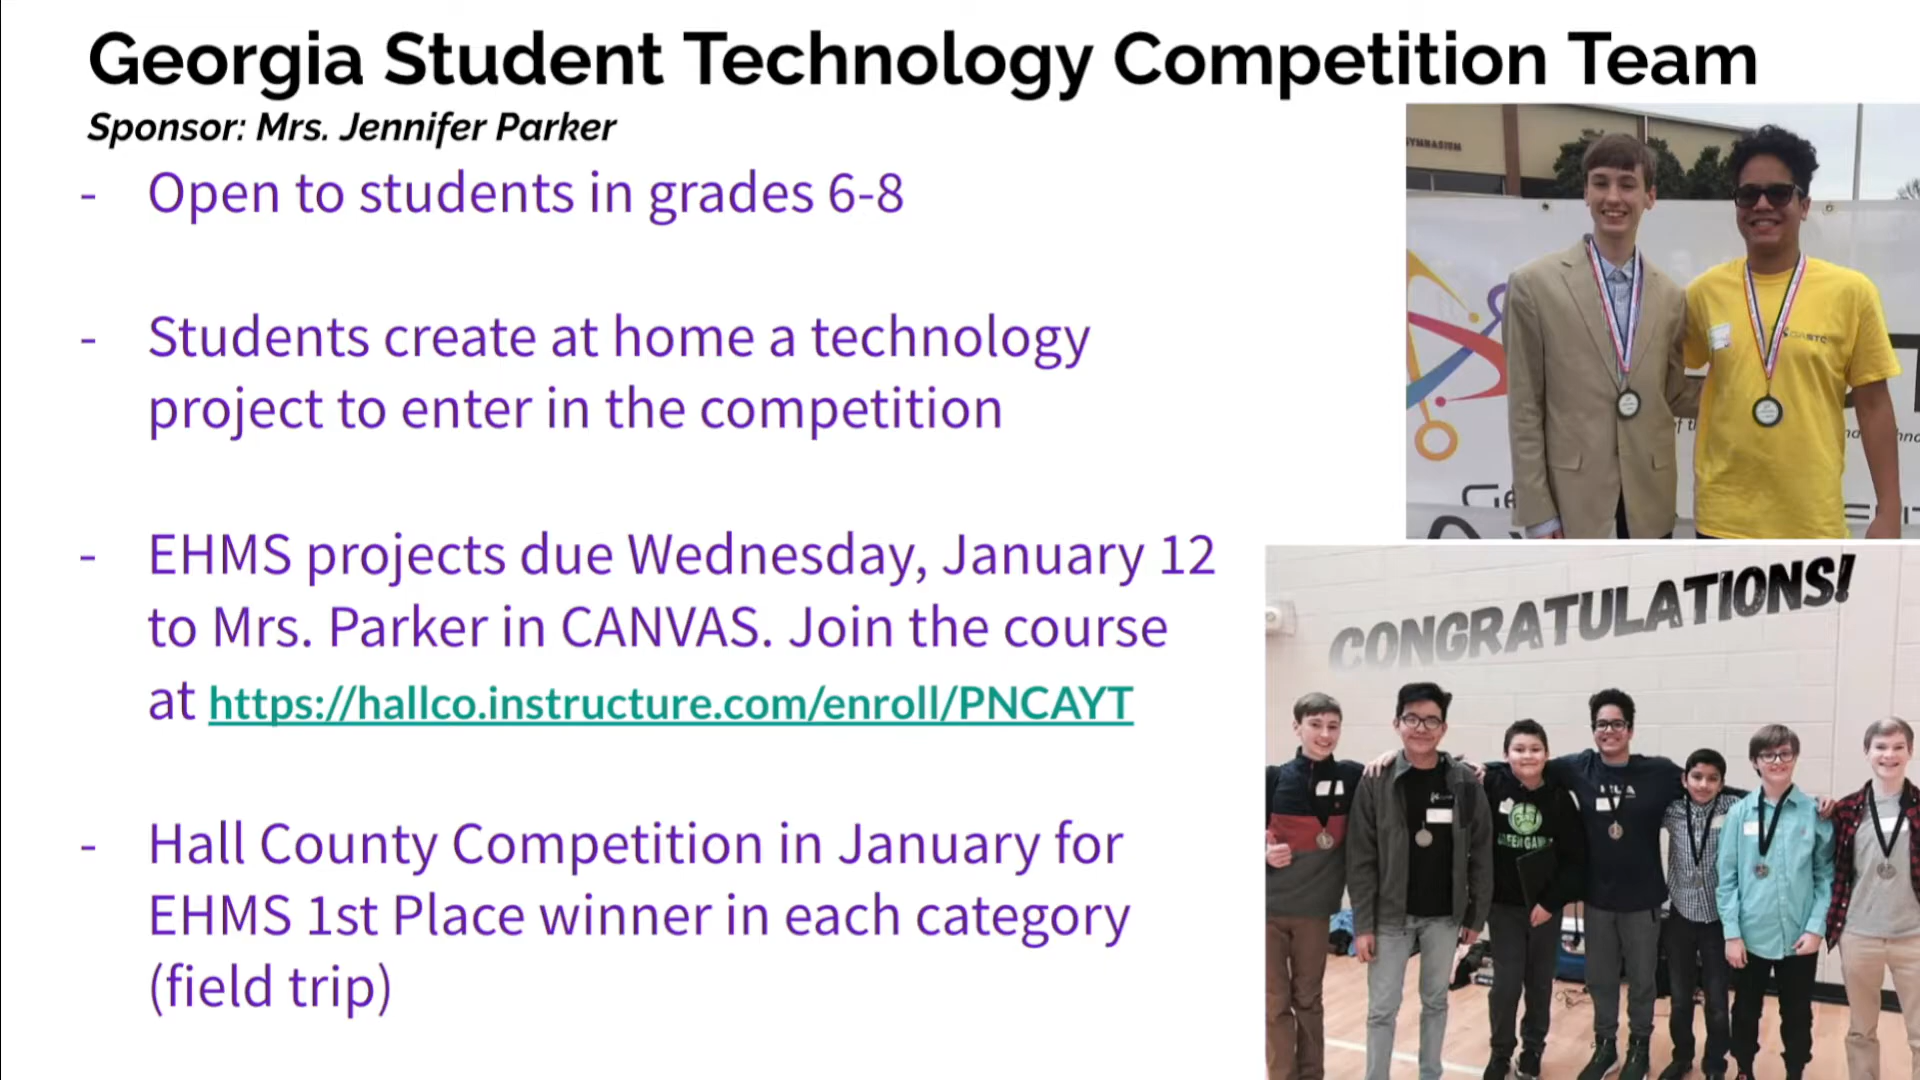 Georgia Student Technology Competition Team
Sponsor: Mrs. Jennifer Parker
- Open to students in grades 6-8
- Students create at home a technology
project to enter in the competition
- EHMS projects due Wednesday, January 12
to Mrs. Parker in CANVAS. Join the course
at https://hallco.instructure.com/enroll/PNCAYT
- Hall County Competition in January for
EHMS 1st Place winner in each category
(field trip)
CONGRATULATIONS!